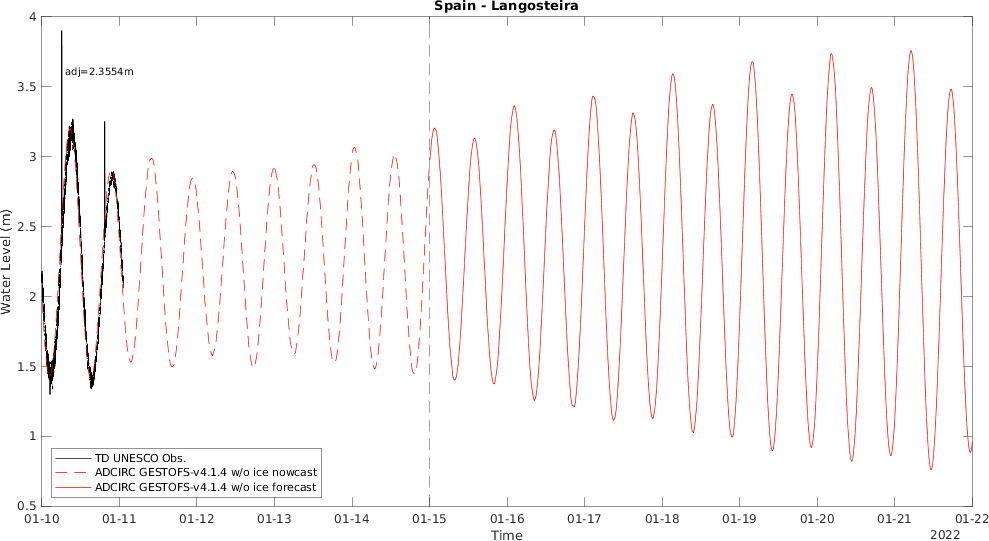 Spain - Langosteira
4
3.5
3
2.5
2
1.5
1
0.5
Water Level (m)
adj=2.3554m
TD UNESCO Obs.
ADCIRC GESTOFS-v4.1.4 w/o ice nowcast
ADCIRC GESTOFS-v4.1.4 w/o ice forecast
01-10 01-11 01-12 01-13 01-14 01-15 01-16 01-17 01-18 01-19 01-20 01-21 01-22
Time
2022